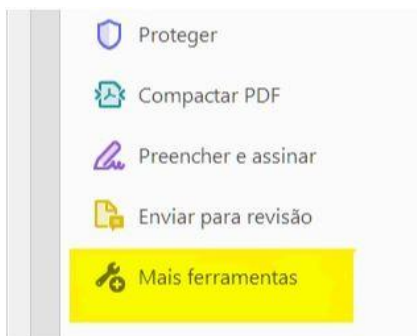 Proteger
Compactar PDF
Preencher e assinar
Enviar para revisão
Mais ferramentas